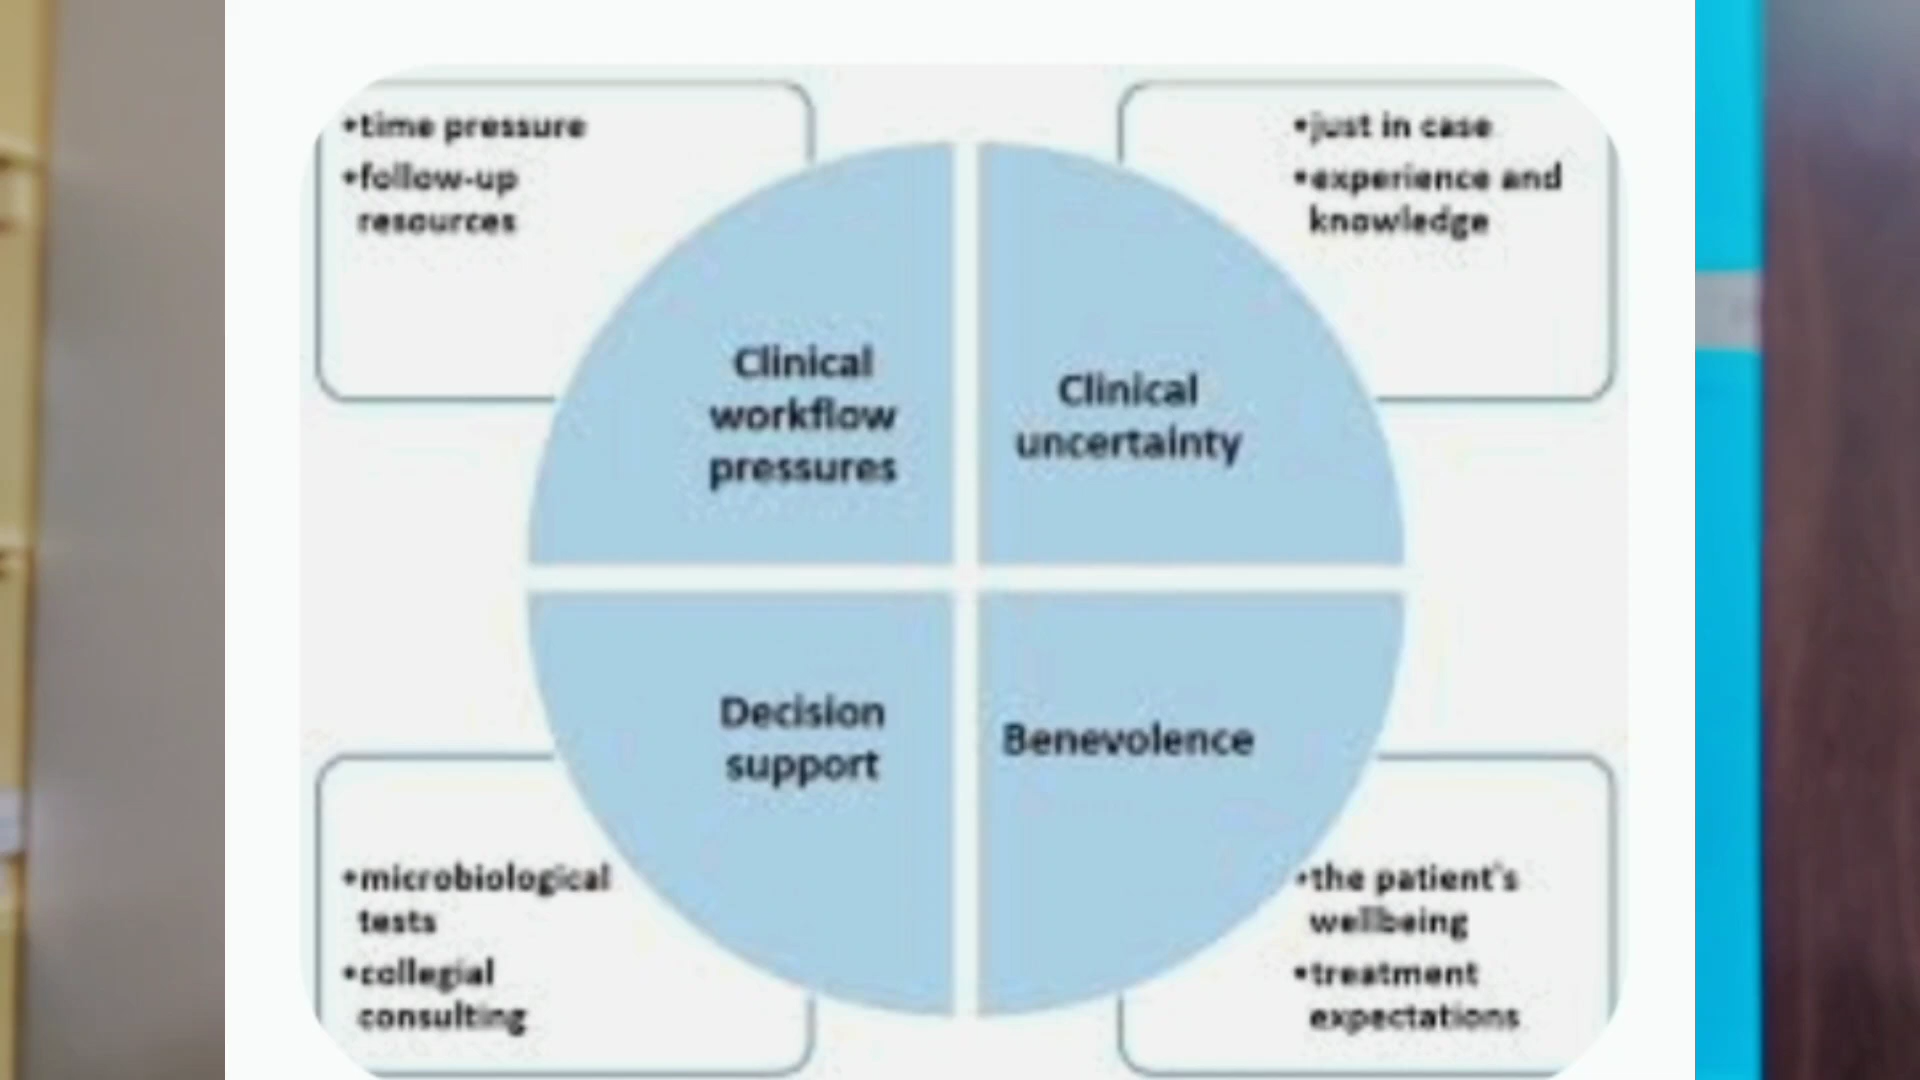 •time pressure
•follow-up
resources
•just in case
•experience and
knowledge
Clinical
workflow
pressures
Clinical
uncertainty
Decision
support
Benevolence
•microbiological
tests
•collegial
consulting
•the patient's
wellbeing
•treatment
expectations